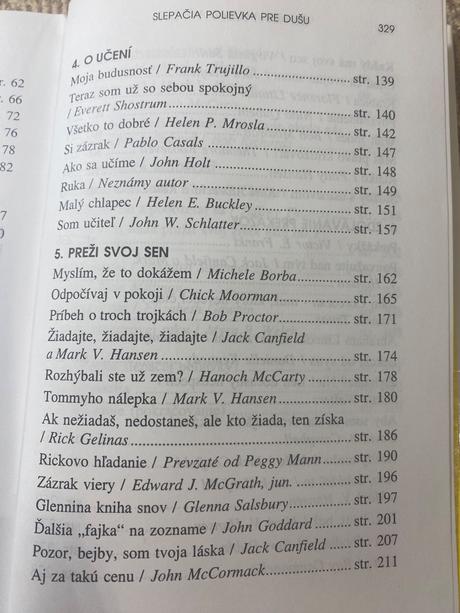 SLEPAČIA POLIEVKA PRE DUŠU
329
4. O UČENÍ
Moja budusnosť / Frank Trujillo ........ str. 139
Teraz som už so sebou spokojný
/ Everett Shostrum ........ str. 140
Všetko to dobré / Helen P. Mrosla ........ str. 142
Si zázrak / Pablo Casals ........ str. 147
Ako sa učíme / John Holt ........ str. 148
Ruka / Neznámy autor ........ str. 149
Malý chlapec / Helen E. Buckley ........ str. 151
Som učiteľ / John W. Schlatter ........ str. 157
5. PREŽI SVOJ SEN
Myslím, že to dokážem / Michele Borba ........ str. 162
Odpočívaj v pokoji / Chick Moorman ........ str. 165
Príbeh o troch trojkách / Bob Proctor ........ str. 171
Žiadajte, žiadajte, žiadajte / Jack Canfield
a Mark V. Hansen ........ str. 174
Rozhýbali ste už zem? / Hanoch McCarty ........ str. 178
Tommyho nálepka / Mark V. Hansen ........ str. 180
Ak nežiadaš, nedostaneš, ale kto žiada, ten získa
/ Rick Gelinas ........ str. 186
Rickovo hľadanie / Prevzaté od Peggy Mann ........ str. 190
Zázrak viery / Edward J. McGrath, jun. ........ str. 196
Glennina kniha snov / Glenna Salsbury ........ str. 197
Ďalšia „fajka“ na zozname / John Goddard ........ str. 201
Pozor, bejby, som tvoja láska / Jack Canfield ........ str. 207
Aj za takú cenu / John McCormack ........ str. 211
r. 62
r. 66
72
76
78
82